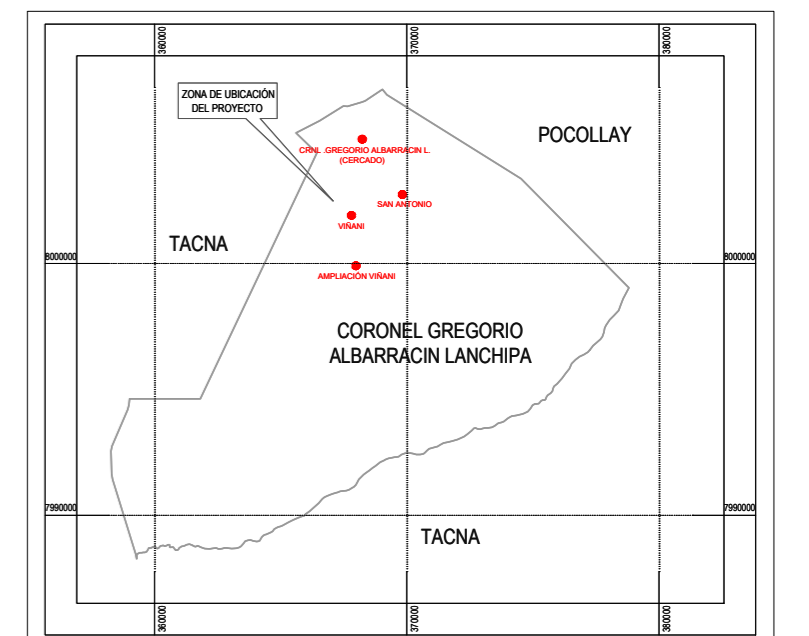 360000
370000
380000
ZONA DE UBICACIÓN
DEL PROYECTO
POCOLLAY
CRNL .GREGORIO ALBARRACIN L.
(CERCADO)
SAN ANTONIO
VIÑANI
TACNA
8000000
8000000
AMPLIACIÓN VIÑANI
CORONEL GREGORIO
ALBARRACIN LANCHIPA
7990000
7990000
TACNA
360000
370000
380000